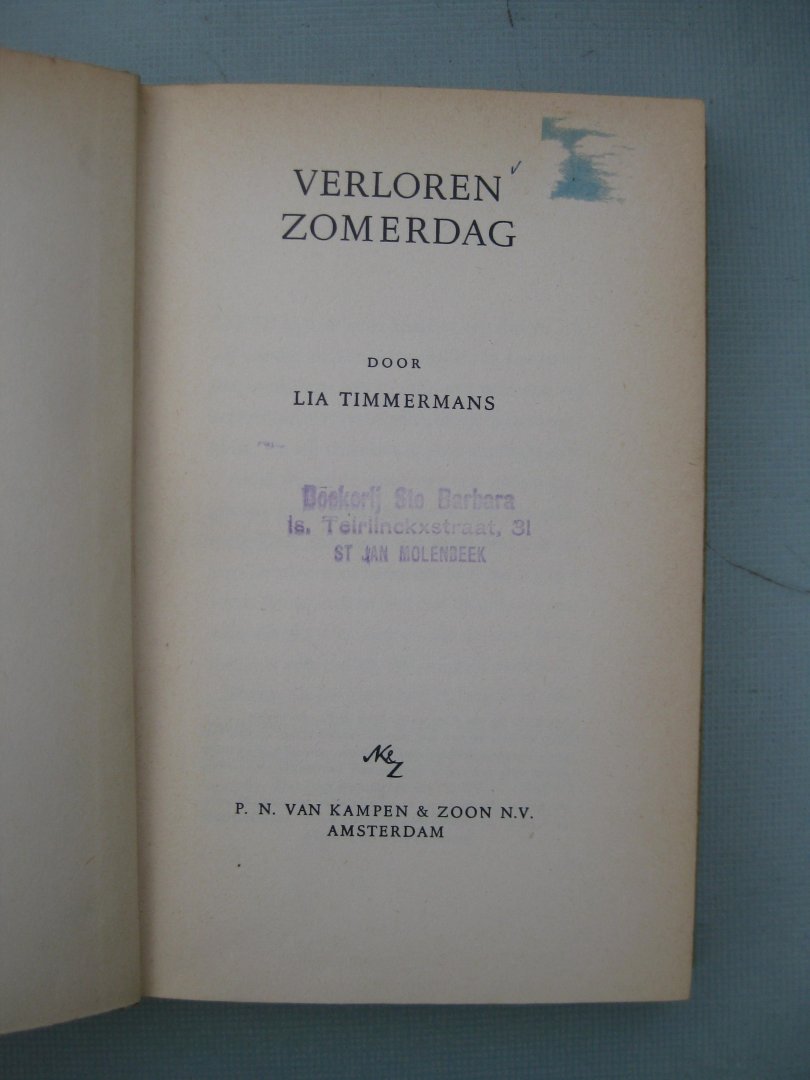 VERLOREN
ZOMERDAG
DOOR
LIA TIMMERMANS
Boekerij Ste Barbara
Is. Teirlinckxstraat, 31
ST JAN MOLENBEEK
P. N. VAN KAMPEN & ZOON N.V.
AMSTERDAM